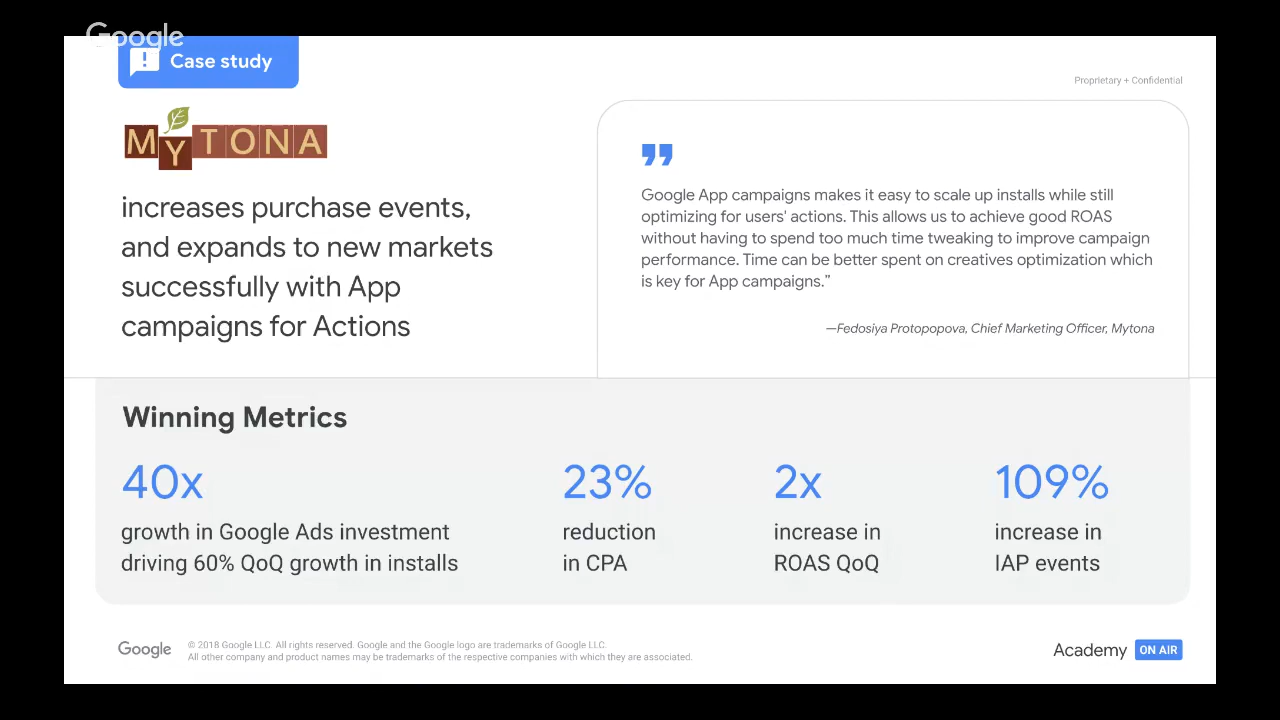 Google
Case study
Proprietary + Confidential
MYTONA
increases purchase events,
and expands to new markets
successfully with App
campaigns for Actions
”
Google App campaigns makes it easy to scale up installs while still
optimizing for users' actions. This allows us to achieve good ROAS
without having to spend too much time tweaking to improve campaign
performance. Time can be better spent on creatives optimization which
is key for App campaigns.”
—Fedosiya Protopopova, Chief Marketing Officer, Mytona
Winning Metrics
40x
growth in Google Ads investment
driving 60% QoQ growth in installs
23%
reduction
in CPA
2x
increase in
ROAS QoQ
109%
increase in
IAP events
Google
© 2018 Google LLC. All rights reserved. Google and the Google logo are trademarks of Google LLC.
All other company and product names may be trademarks of the respective companies with which they are associated.
Academy ON AIR